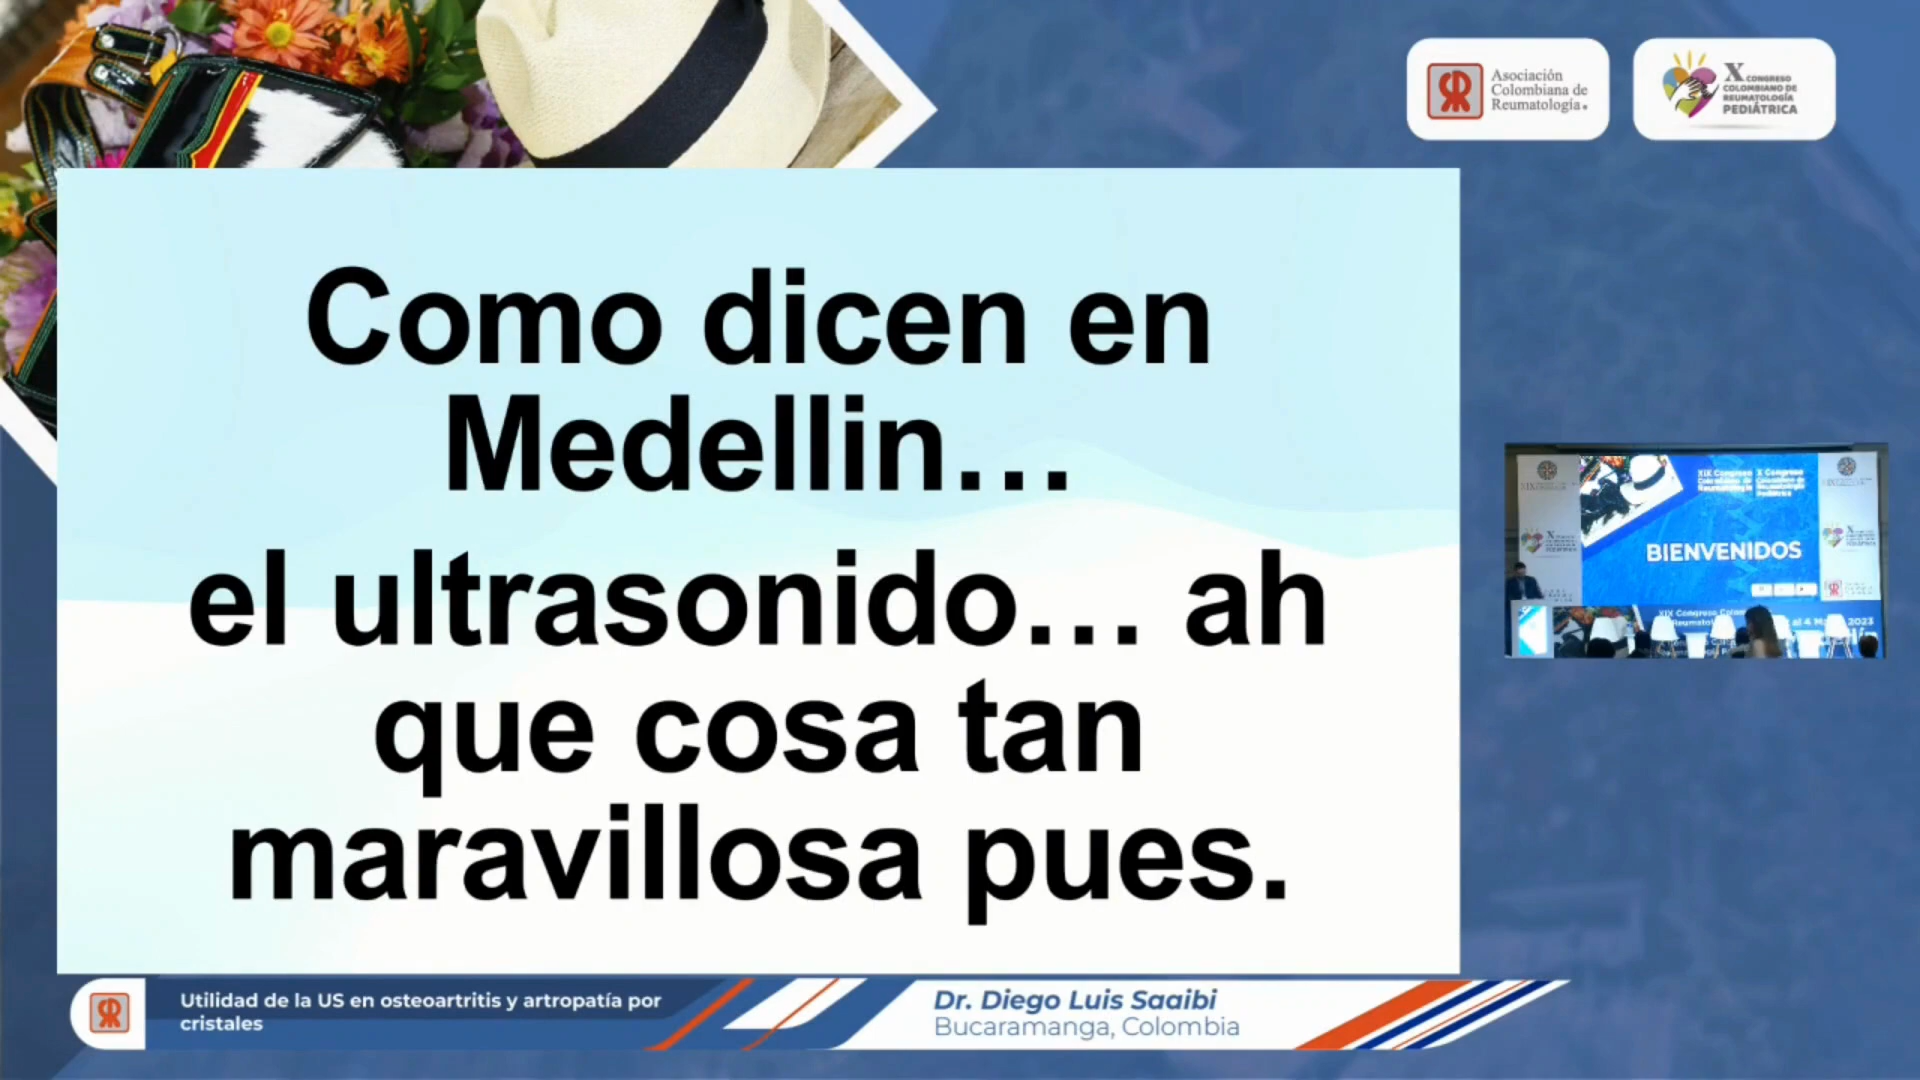 Asociación
Colombiana de
Reumatología.
X CONGRESO
COLOMBIANO DE
REUMATOLOGÍA
PEDIÁTRICA
Como dicen en
Medellin…
el ultrasonido… ah
que cosa tan
maravillosa pues.
BIENVENIDOS
Utilidad de la US en osteoartritis y artropatía por
cristales
Dr. Diego Luis Saaibi
Bucaramanga, Colombia